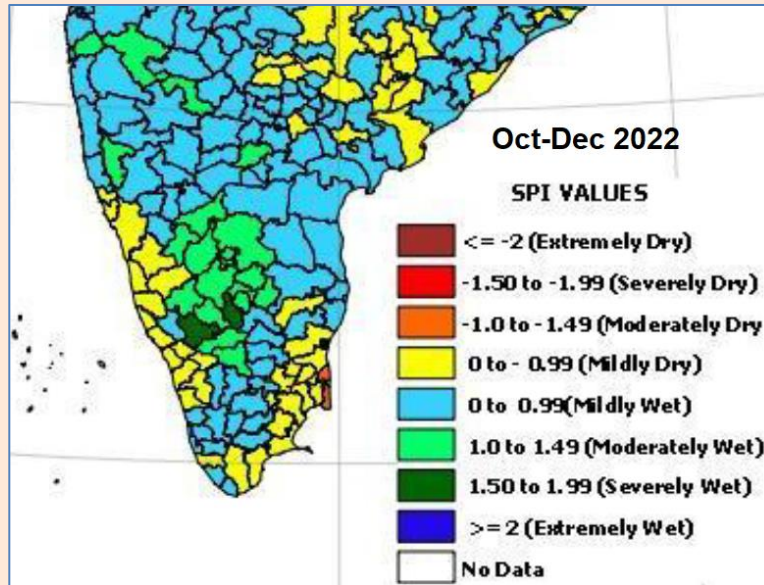 Oct-Dec 2022
SPI VALUES
<= -2 (Extremely Dry)
-1.50 to -1.99 (Severely Dry)
-1.0 to -1.49 (Moderately Dry
0 to - 0.99 (Mildly Dry)
0 to 0.99(Mildly Wet)
1.0 to 1.49 (Moderately Wet)
1.50 to 1.99 (Severely Wet)
>= 2 (Extremely Wet)
No Data